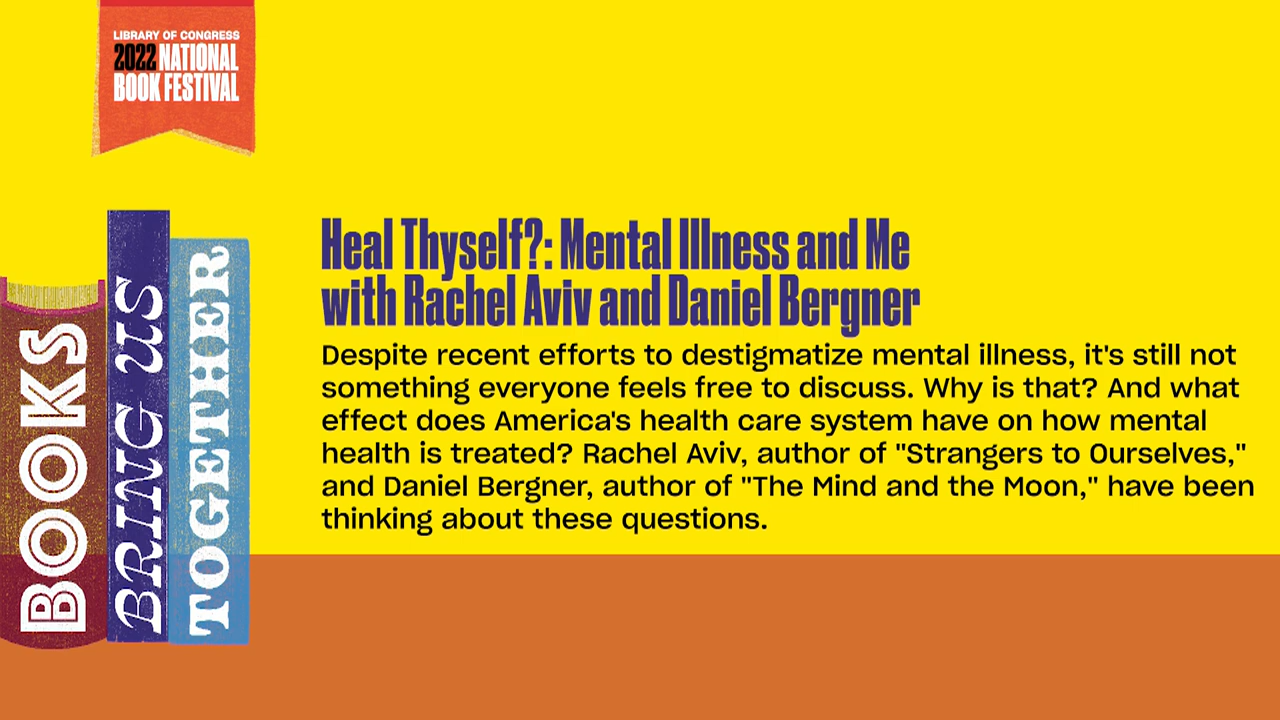 LIBRARY OF CONGRESS
2022 NATIONAL
BOOK FESTIVAL
BOOKS
BRING US
TOGETHER
Heal Thyself?: Mental Illness and Me
with Rachel Aviv and Daniel Bergner
Despite recent efforts to destigmatize mental illness, it's still not
something everyone feels free to discuss. Why is that? And what
effect does America's health care system have on how mental
health is treated? Rachel Aviv, author of "Strangers to Ourselves,"
and Daniel Bergner, author of "The Mind and the Moon," have been
thinking about these questions.